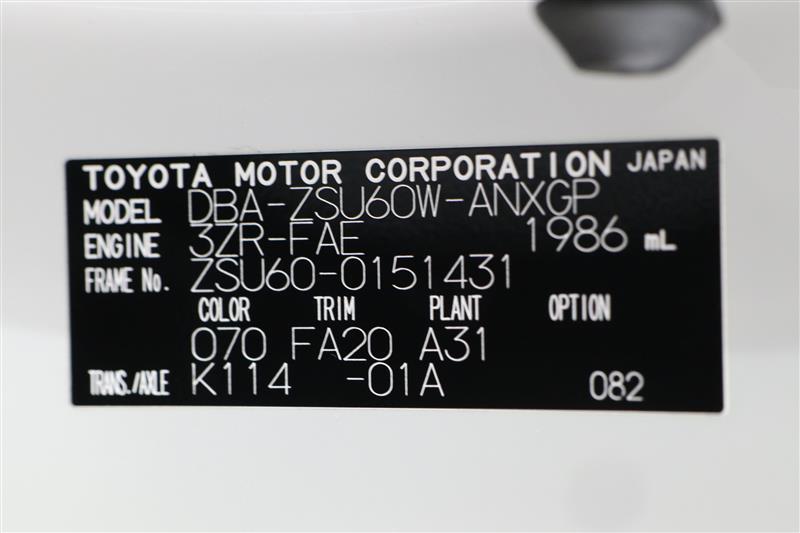 TOYOTA MOTOR CORPORATION JAPAN
MODEL DBA-ZSU60W-ANXGP
ENGINE 3ZR-FAE 1986 mL
FRAME No. ZSU60-0151431
COLOR TRIM PLANT OPTION
070 FA20 A31
TRANS./AXLE K114 -01A 082